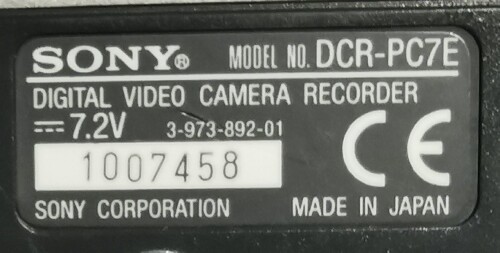 SONY® MODEL NO. DCR-PC7E
DIGITAL VIDEO CAMERA RECORDER
⎓ 7.2V 3-973-892-01
1007458
CE
SONY CORPORATION MADE IN JAPAN